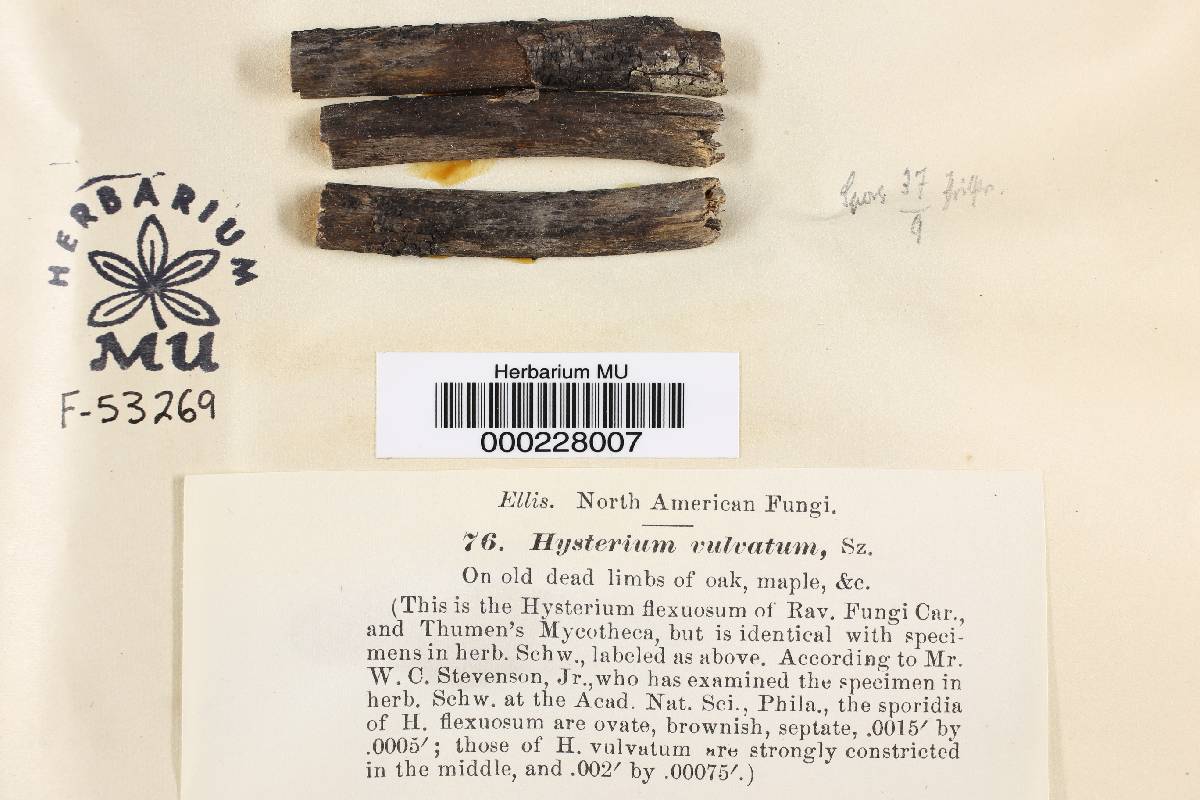 Spors 37
9
HERBARIUM
MU
F-53269
Herbarium MU
000228007
Ellis. North American Fungi.
76. Hysterium vulvatum, Sz.
On old dead limbs of oak, maple, &c.
(This is the Hysterium flexuosum of Rav. Fungi Car.,
and Thumen's Mycotheca, but is identical with speci-
mens in herb. Schw., labeled as above. According to Mr.
W. C. Stevenson, Jr., who has examined the specimen in
herb. Schw. at the Acad. Nat. Sci., Phila., the sporidia
of H. flexuosum are ovate, brownish, septate, .0015′ by
.0005′; those of H. vulvatum are strongly constricted
in the middle, and .002′ by .00075′.)